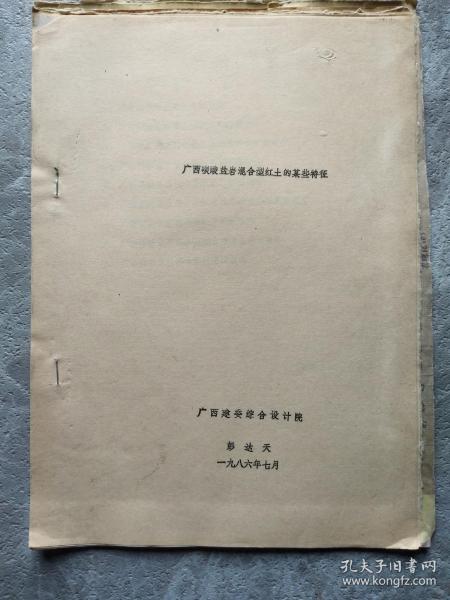 广西碳酸盐岩混合型红土的某些特征
广西建委综合设计院
彭达天
一九八六年七月
孔夫子旧书网
www.kongfz.com